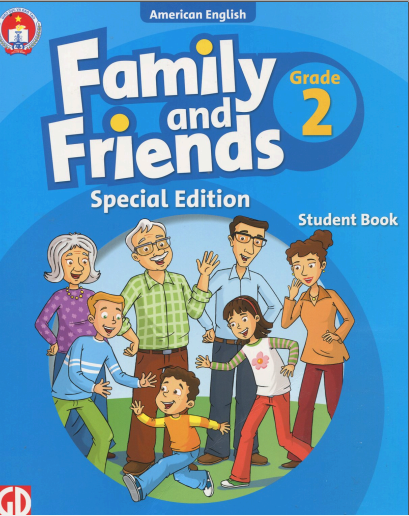 American English
Family
and
Friends
Grade
2
Special Edition
Student Book
GD